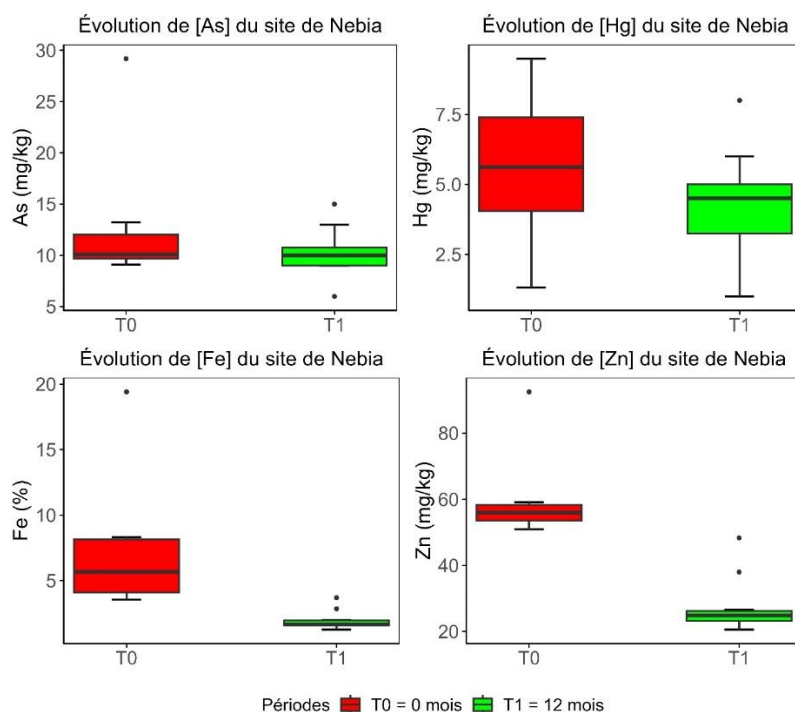 Évolution de [As] du site de Nebia
As (mg/kg)
30
25
20
15
10
5
T0
T1
Évolution de [Hg] du site de Nebia
Hg (mg/kg)
7.5
5.0
2.5
T0
T1
Évolution de [Fe] du site de Nebia
Fe (%)
20
15
10
5
T0
T1
Évolution de [Zn] du site de Nebia
Zn (mg/kg)
80
60
40
20
T0
T1
Périodes T0 = 0 mois T1 = 12 mois